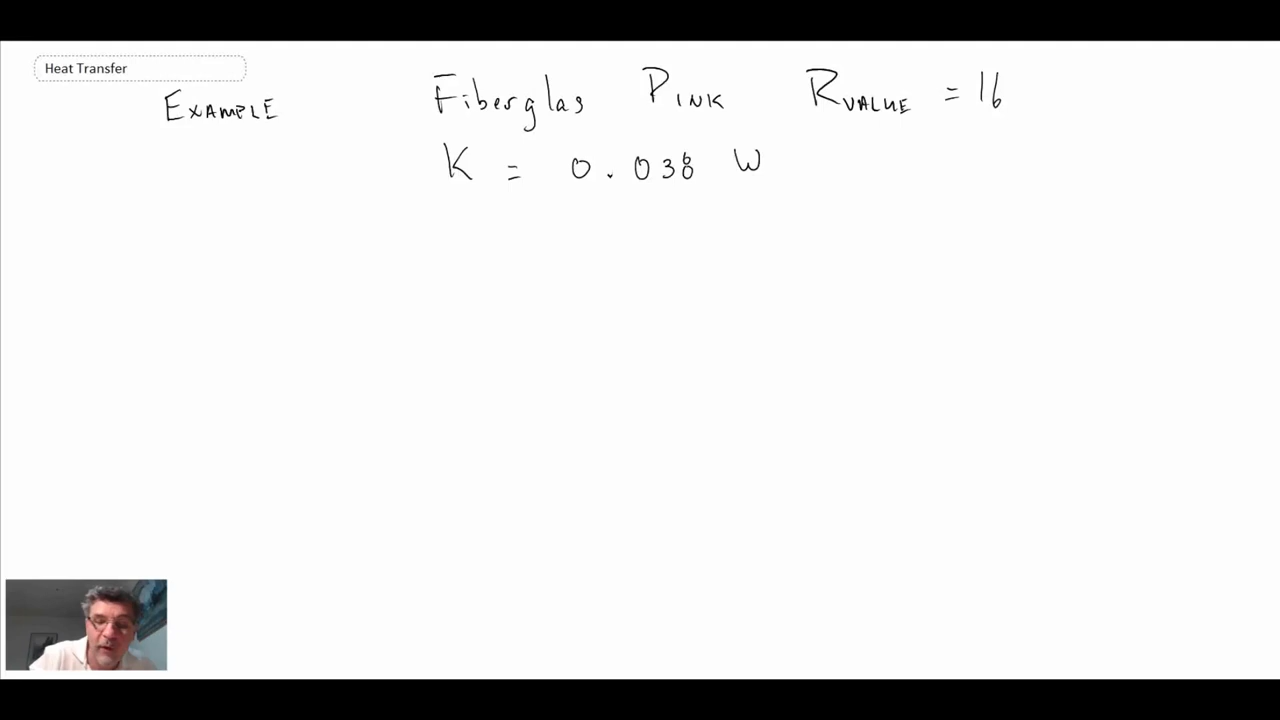 Heat Transfer
EXAMPLE Fiberglas PINK RVALUE = 16
K = 0.038 W